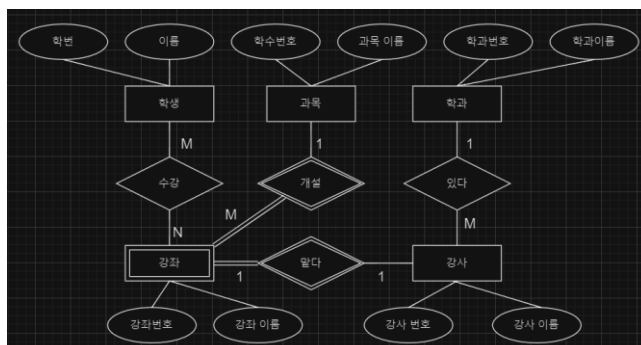 학번 이름 학수번호 과목 이름 학과번호 학과이름
학생 과목 학과
M 1 1
수강 개설 있다
M
N M
강좌 맡다 강사
1 1
강좌번호 강좌 이름 강사 번호 강사 이름